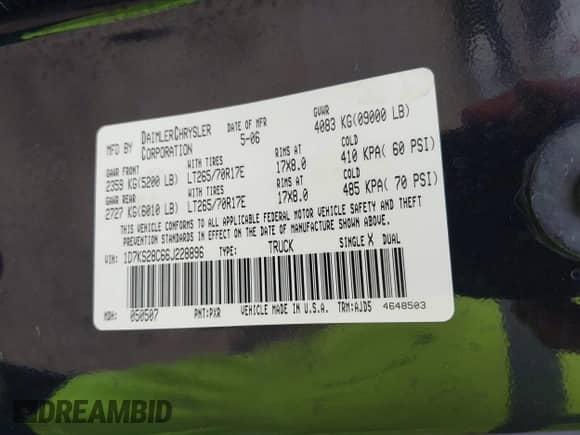 MFD BY DAIMLERCHRYSLER CORPORATION DATE OF MFR 5-06 GVWR 4083 KG(09000 LB)
GAWR FRONT WITH TIRES RIMS AT COLD
2359 KG(5200 LB) LT265/70R17E 17X8.0 410 KPA( 60 PSI)
GAWR REAR WITH TIRES RIMS AT COLD
2727 KG(6010 LB) LT265/70R17E 17X8.0 485 KPA( 70 PSI)
THIS VEHICLE CONFORMS TO ALL APPLICABLE FEDERAL MOTOR VEHICLE SAFETY AND THEFT
PREVENTION STANDARDS IN EFFECT ON THE DATE OF MANUFACTURE SHOWN ABOVE.
VIN: 1D7KS28C66J228896 TYPE: TRUCK SINGLE X DUAL
MDH: 050507 PNT:PXR VEHICLE MADE IN U.S.A. TRM:AJD5 4648503
DREAMBID